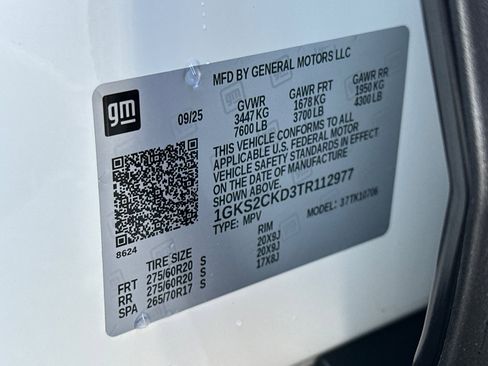 MFD BY GENERAL MOTORS LLC
gm
09/25
GVWR
3447 KG
7600 LB
GAWR FRT
1678 KG
3700 LB
GAWR RR
1950 KG
4300 LB
THIS VEHICLE CONFORMS TO ALL
APPLICABLE U.S. FEDERAL MOTOR
VEHICLE SAFETY STANDARDS IN EFFECT
ON THE DATE OF MANUFACTURE
SHOWN ABOVE.
1GKS2CKD3TR112977
TYPE: MPV
MODEL: 3.7TK10706
8624
TIRE SIZE
RIM
FRT 275/60R20 S 20X9J
RR 275/60R20 S 20X9J
SPA 265/70R17 S 17X8J